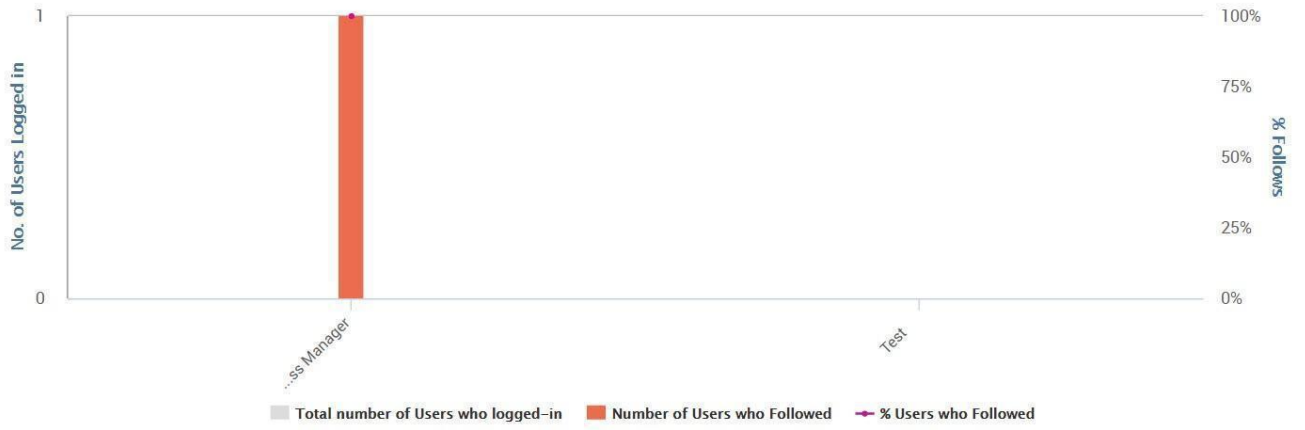 No. of Users Logged in
1
0
100%
75%
50%
25%
0%
% Follows
...ss Manager
Test
Total number of Users who logged-in
Number of Users who Followed
% Users who Followed